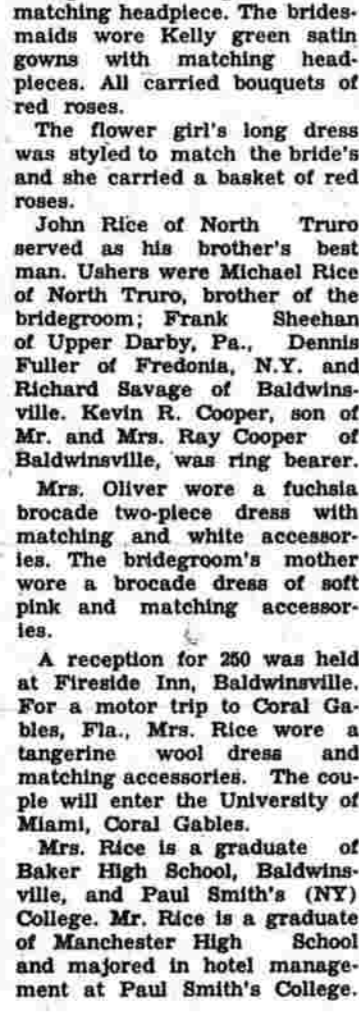 matching headpiece. The brides-
maids wore Kelly green satin
gowns with matching head-
pieces. All carried bouquets of
red roses.
The flower girl's long dress
was styled to match the bride's
and she carried a basket of red
roses.
John Rice of North Truro
served as his brother's best
man. Ushers were Michael Rice
of North Truro, brother of the
bridegroom; Frank Sheehan
of Upper Darby, Pa., Dennis
Fuller of Fredonia, N.Y. and
Richard Savage of Baldwins-
ville. Kevin R. Cooper, son of
Mr. and Mrs. Ray Cooper of
Baldwinsville, was ring bearer.
Mrs. Oliver wore a fuchsia
brocade two-piece dress with
matching and white accessor-
ies. The bridegroom's mother
wore a brocade dress of soft
pink and matching accessor-
ies.
A reception for 250 was held
at Fireside Inn, Baldwinsville.
For a motor trip to Coral Ga-
bles, Fla., Mrs. Rice wore a
tangerine wool dress and
matching accessories. The cou-
ple will enter the University of
Miami, Coral Gables.
Mrs. Rice is a graduate of
Baker High School, Baldwins-
ville, and Paul Smith's (NY)
College. Mr. Rice is a graduate
of Manchester High School
and majored in hotel manage-
ment at Paul Smith's College.